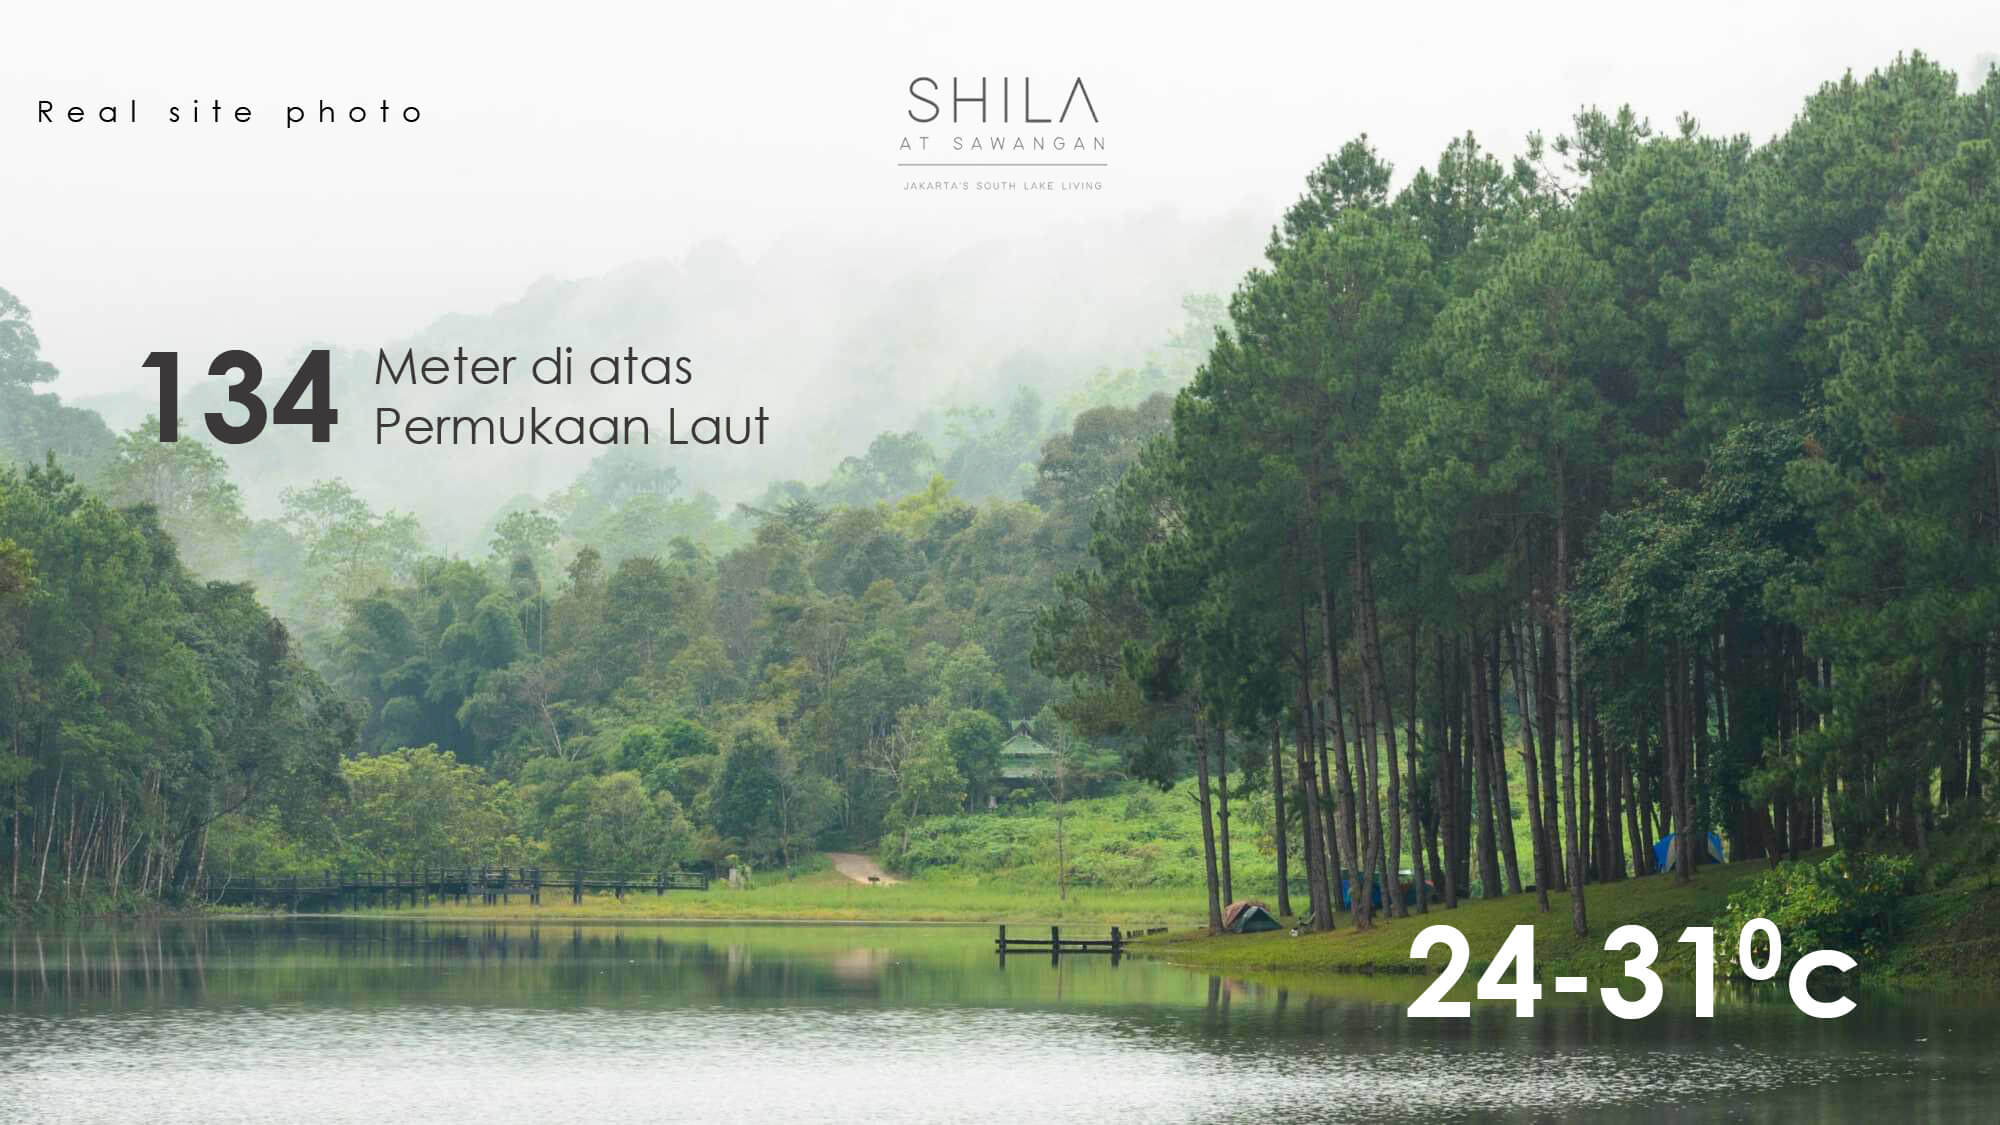 Real site photo
SHILA
AT SAWANGAN
JAKARTA'S SOUTH LAKE LIVING
134
Meter di atas
Permukaan Laut
24-31⁰c